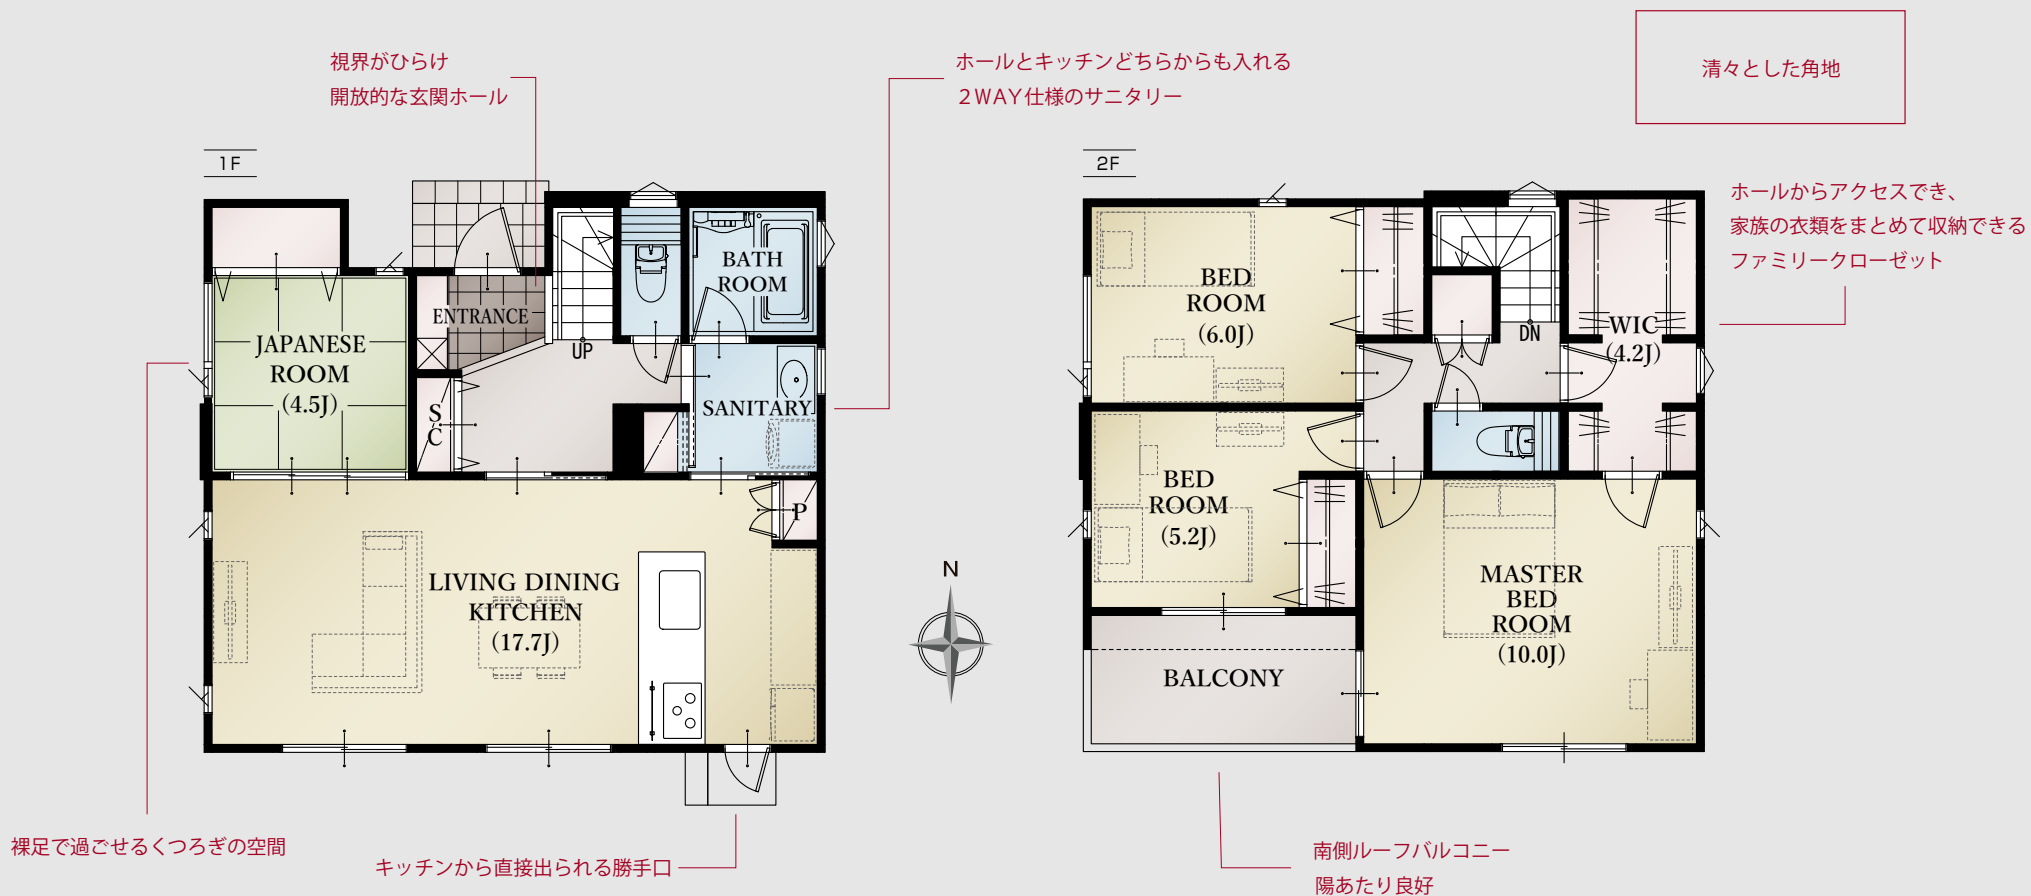 視界がひらけ
開放的な玄関ホール
ホールとキッチンどちらからも入れる
２WAY仕様のサニタリー
清々とした角地
1F
2F
ホールからアクセスでき、
家族の衣類をまとめて収納できる
ファミリークローゼット
BATH
ROOM
ENTRANCE
JAPANESE
ROOM
(4.5J)
UP
SC
SANITARY
P
LIVING DINING
KITCHEN
(17.7J)
N
BED
ROOM
(6.0J)
DN
WIC
(4.2J)
BED
ROOM
(5.2J)
MASTER
BED
ROOM
(10.0J)
BALCONY
裸足で過ごせるくつろぎの空間
キッチンから直接出られる勝手口
南側ルーフバルコニー
陽あたり良好